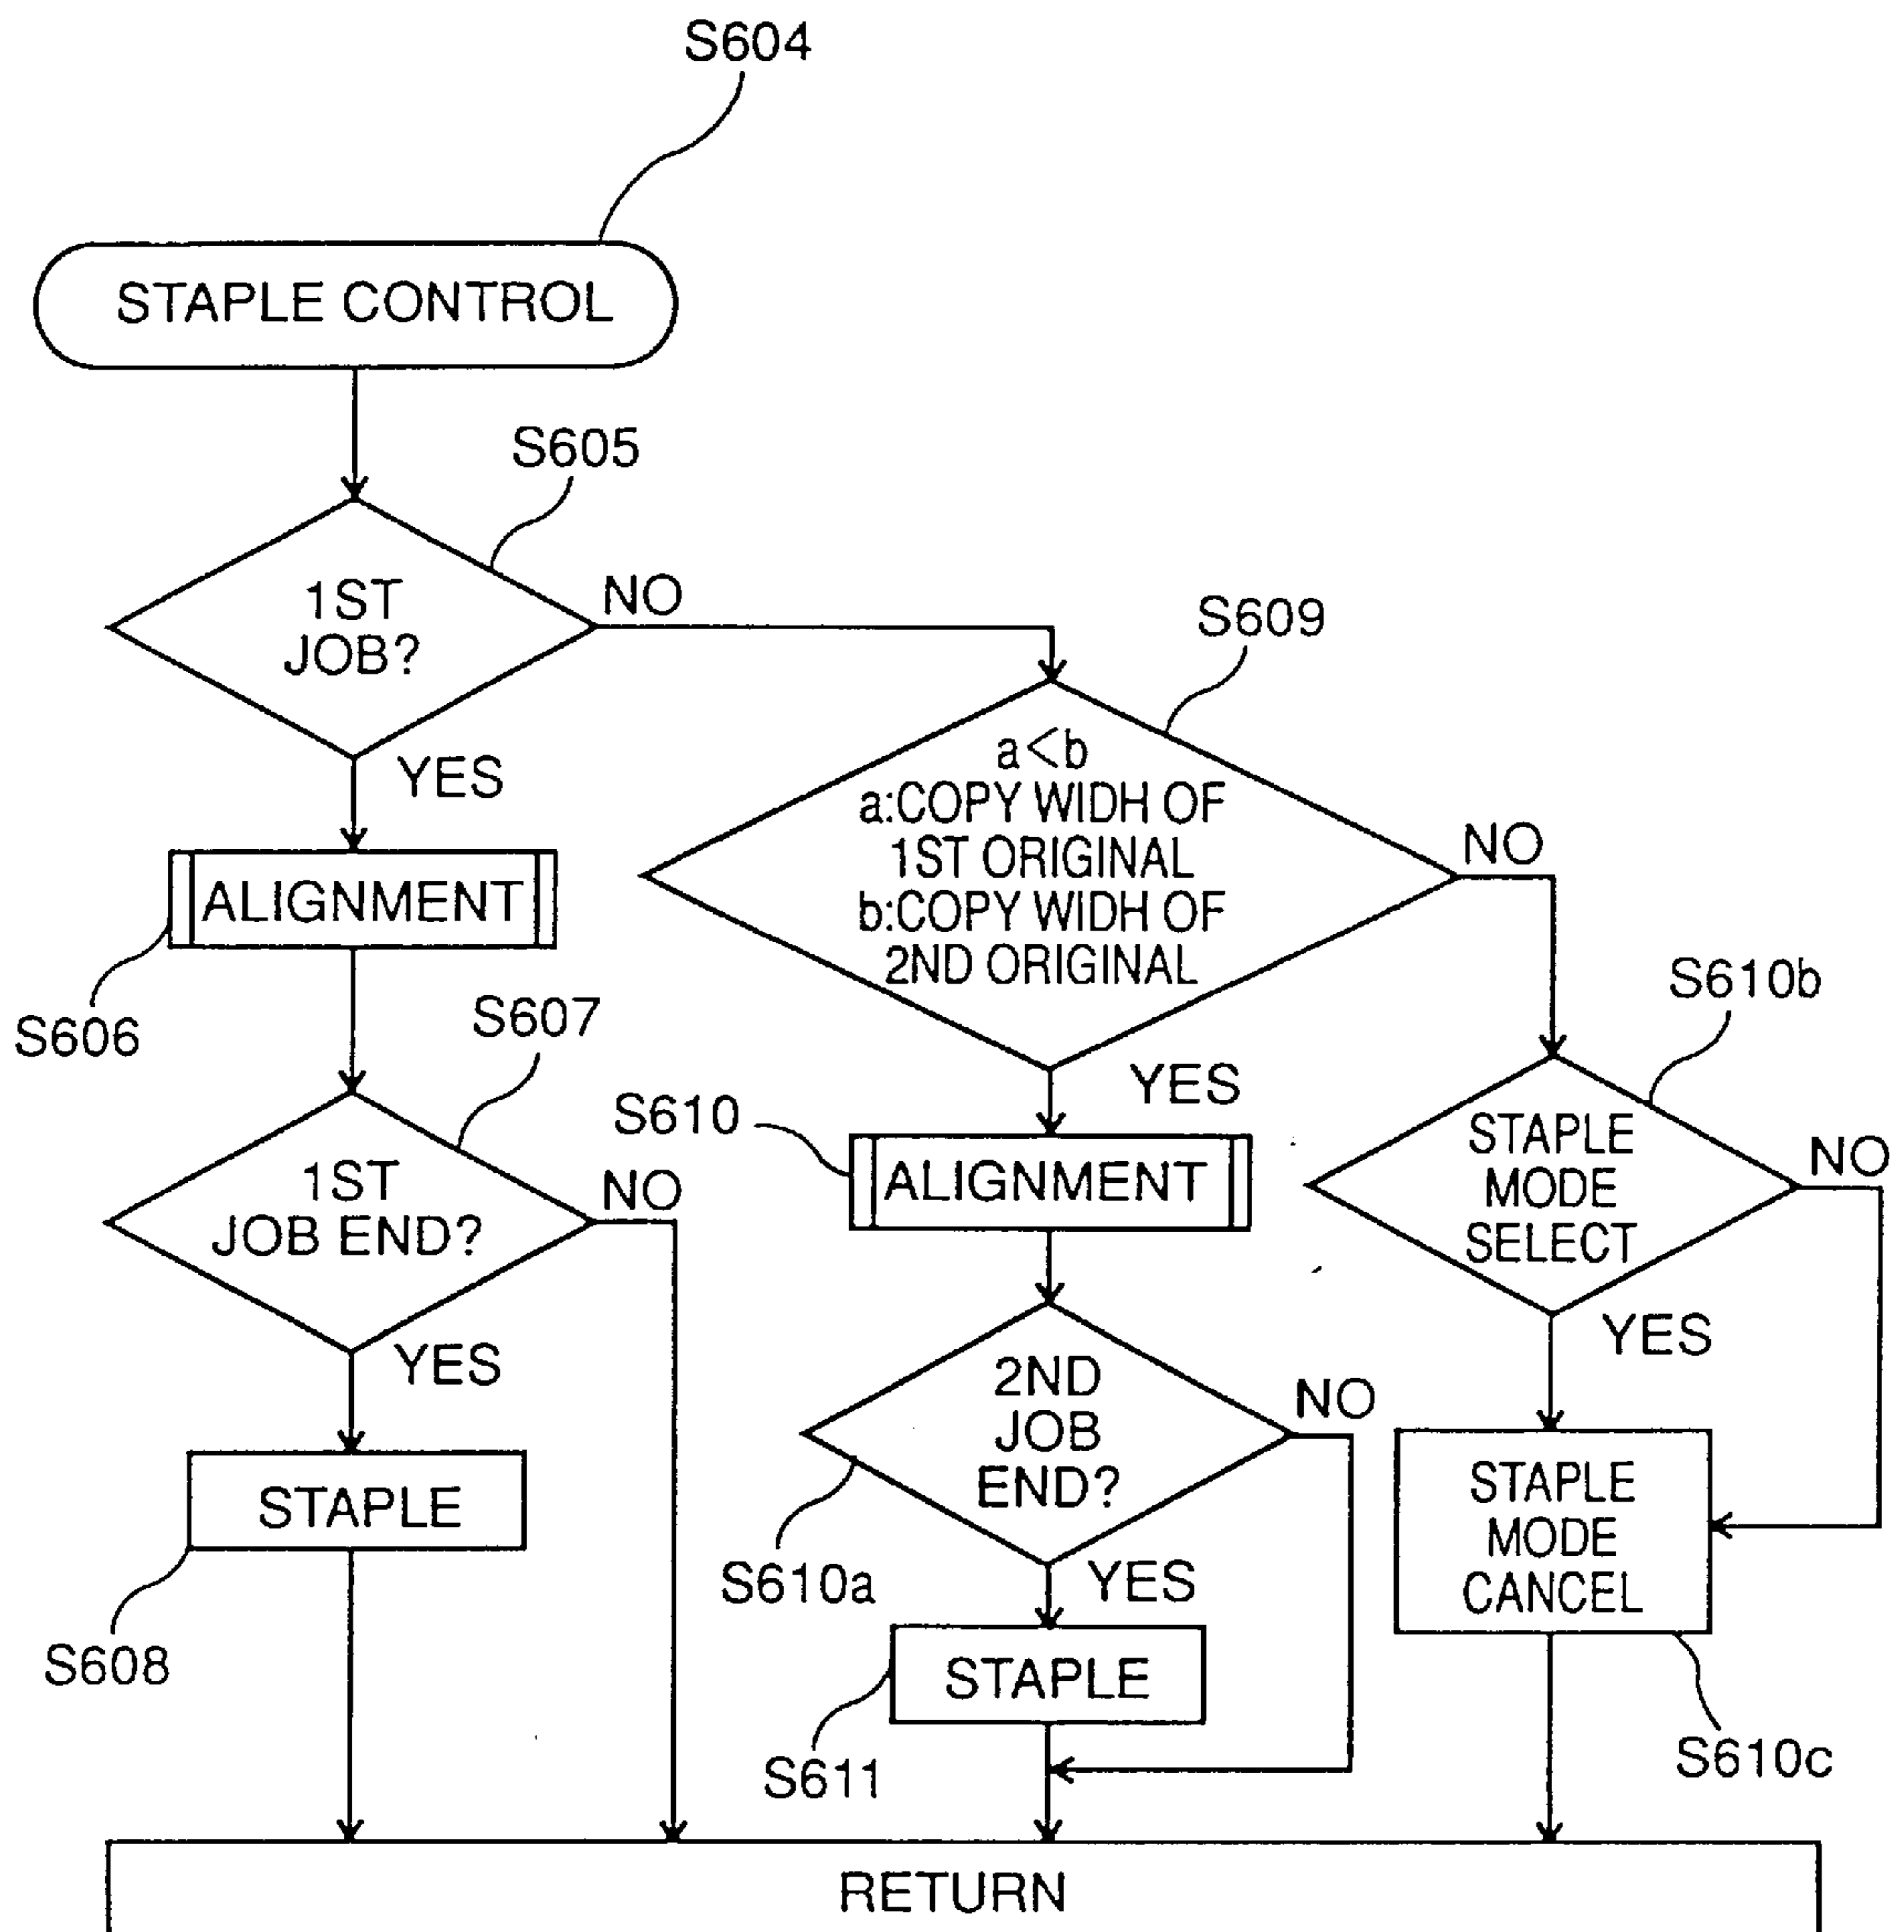 S604
STAPLE CONTROL
S605
1ST
JOB?
NO
YES
S609
a<b
a:COPY WIDH OF
1ST ORIGINAL
b:COPY WIDH OF
2ND ORIGINAL
NO
YES
ALIGNMENT
S606
S607
1ST
JOB END?
NO
YES
STAPLE
S608
S610
ALIGNMENT
2ND
JOB
END?
NO
S610a
YES
STAPLE
S611
S610b
STAPLE
MODE
SELECT
NO
YES
STAPLE
MODE
CANCEL
S610c
RETURN